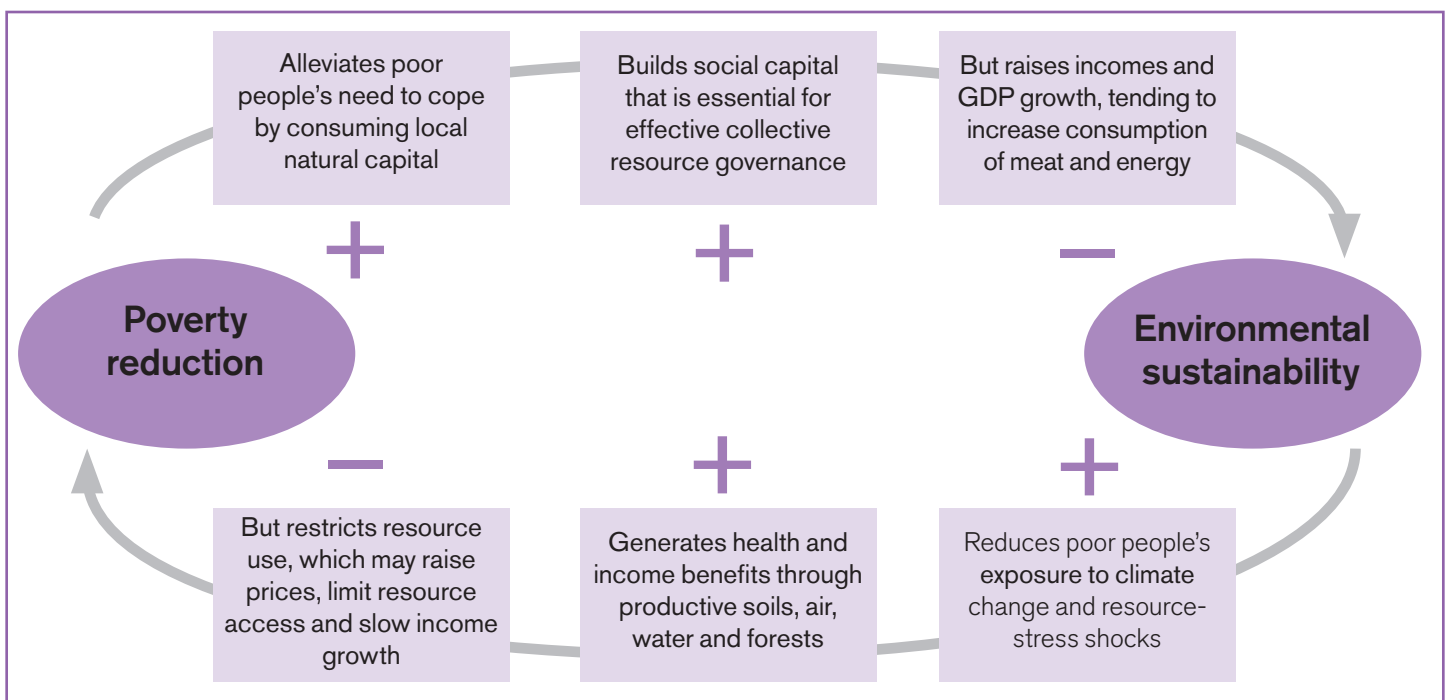 Alleviates poor
people's need to cope
by consuming local
natural capital
Builds social capital
that is essential for
effective collective
resource governance
But raises incomes and
GDP growth, tending to
increase consumption
of meat and energy
+
+
−
Poverty
reduction
Environmental
sustainability
−
+
+
But restricts resource
use, which may raise
prices, limit resource
access and slow income
growth
Generates health and
income benefits through
productive soils, air,
water and forests
Reduces poor people's
exposure to climate
change and resource-
stress shocks